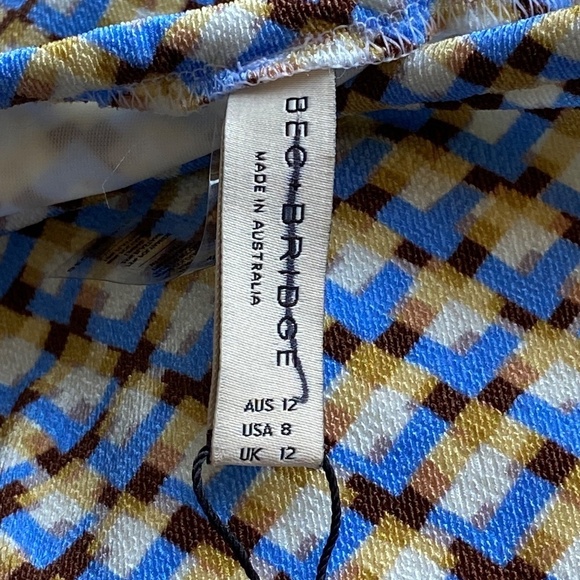 BEC+BRIDGE
MADE IN AUSTRALIA
AUS 12
USA 8
UK 12